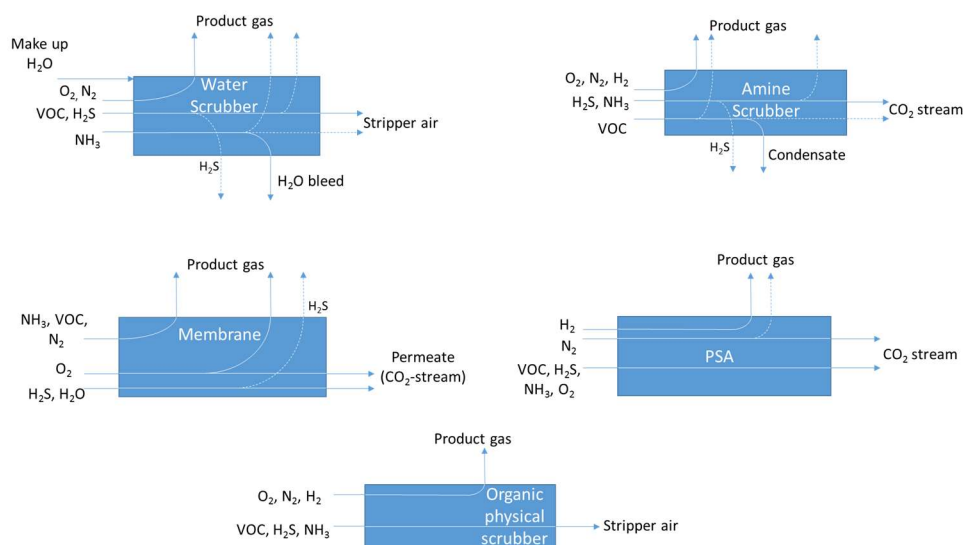 Product gas
Make up
H₂O
O₂, N₂
VOC, H₂S
NH₃
Water
Scrubber
Stripper air
H₂S
H₂O bleed
Product gas
O₂, N₂, H₂
H₂S, NH₃
VOC
Amine
Scrubber
CO₂ stream
H₂S
Condensate
Product gas
H₂S
NH₃, VOC,
N₂
Membrane
O₂
H₂S, H₂O
Permeate
(CO₂-stream)
Product gas
H₂
N₂
VOC, H₂S,
NH₃, O₂
PSA
CO₂ stream
Product gas
O₂, N₂, H₂
VOC, H₂S, NH₃
Organic
physical
scrubber
Stripper air